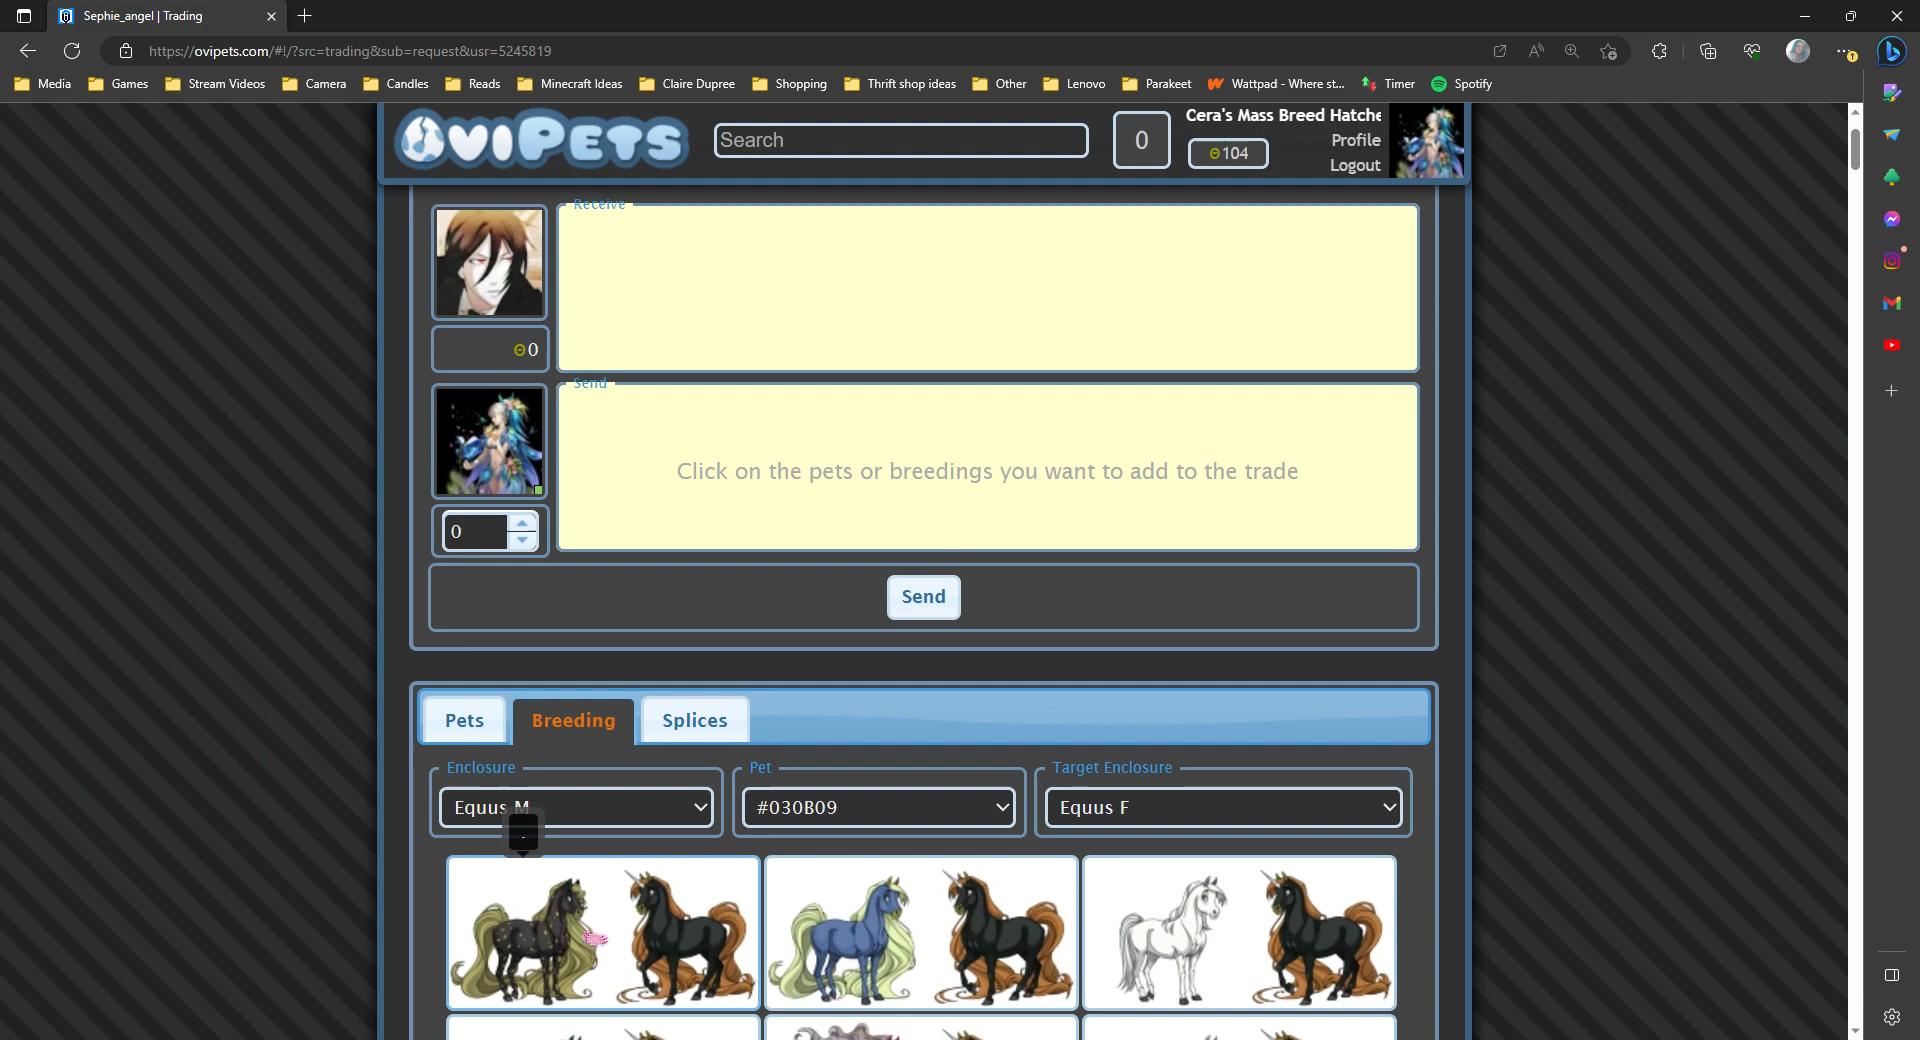 Sephie_angel | Trading
https://ovipets.com/#!/?src=trading&sub=request&usr=5245819
Media Games Stream Videos Camera Candles Reads Minecraft Ideas Claire Dupree Shopping Thrift shop ideas Other Lenovo Parakeet Wattpad - Where st... Timer Spotify
OviPets
Search
0
Cera's Mass Breed Hatche
104
Profile
Logout
Receive
0
Send
Click on the pets or breedings you want to add to the trade
0
Send
Pets Breeding Splices
Enclosure Pet Target Enclosure
Equus M #030B09 Equus F
-